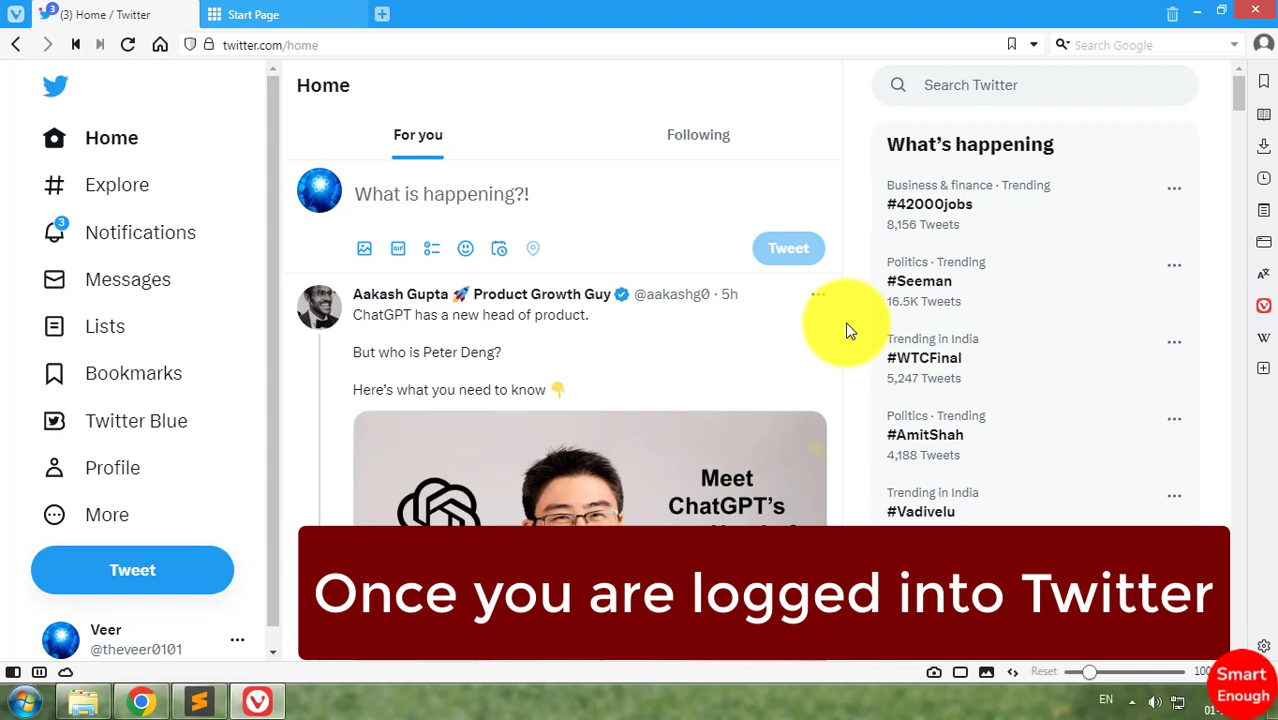 3
(3) Home / Twitter
Start Page
twitter.com/home
Search Google
Home
Explore
3
Notifications
Messages
Lists
Bookmarks
Twitter Blue
Profile
More
Tweet
Veer
@theveer0101
Home
For you
Following
What is happening?!
GIF
Tweet
Aakash Gupta 🚀 Product Growth Guy @aakashg0 · 5h
ChatGPT has a new head of product.
But who is Peter Deng?
Here's what you need to know 👇
Meet
ChatGPT's
Search Twitter
What's happening
Business & finance · Trending
#42000jobs
8,156 Tweets
Politics · Trending
#Seeman
16.5K Tweets
Trending in India
#WTCFinal
5,247 Tweets
Politics · Trending
#AmitShah
4,188 Tweets
Trending in India
#Vadivelu
Once you are logged into Twitter
Reset
EN
Smart
Enough